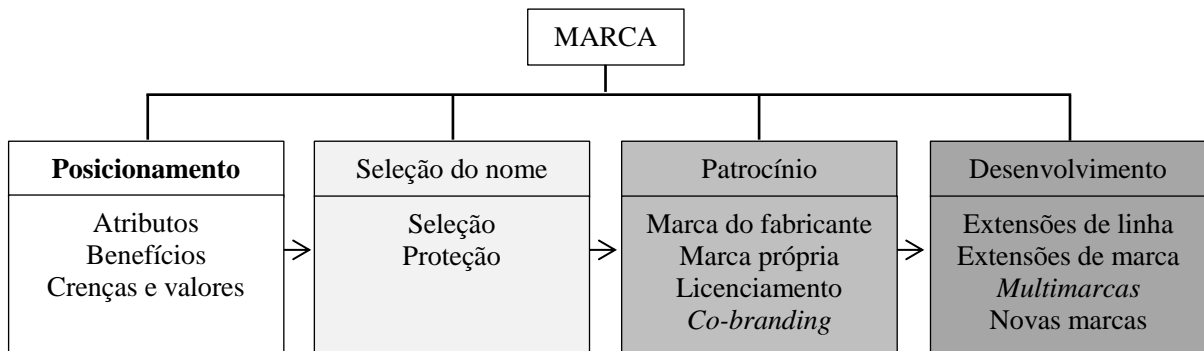 MARCA
Posicionamento
Atributos
Benefícios
Crenças e valores
Seleção do nome
Seleção
Proteção
Patrocínio
Marca do fabricante
Marca própria
Licenciamento
Co-branding
Desenvolvimento
Extensões de linha
Extensões de marca
Multimarcas
Novas marcas